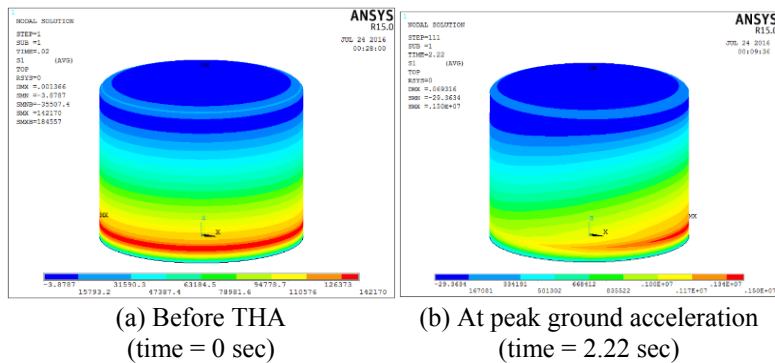 1
NODAL SOLUTION
STEP=1
SUB =1
TIME=.02
S1 (AVG)
TOP
RSYS=0
DMX =.001366
SMN =-3.8787
SMNB=-35507.4
SMX =142170
SMXB=184557
ANSYS
R15.0
JUL 24 2016
00:28:00
MX
Z
X
-3.8787
15793.2
31590.3
47387.4
63184.5
78981.6
94778.7
110576
126373
142170
(a) Before THA
(time = 0 sec)
1
NODAL SOLUTION
STEP=111
SUB =1
TIME=2.22
S1 (AVG)
TOP
RSYS=0
DMX =.069316
SMN =-29.3634
SMX =.150E+07
ANSYS
R15.0
JUL 24 2016
00:09:36
MX
X
-29.3634
167081
334191
501302
668412
835522
.100E+07
.117E+07
.134E+07
.150E+07
(b) At peak ground acceleration
(time = 2.22 sec)